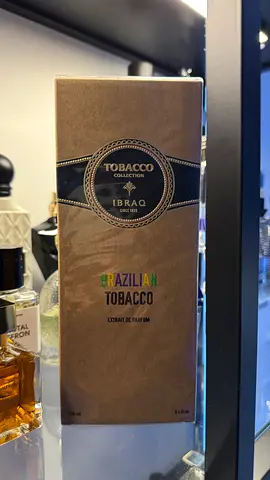 TOBACCO
COLLECTION
IBRAQ
BRAZILIAN
TOBACCO
EXTRAIT DE PARFUM